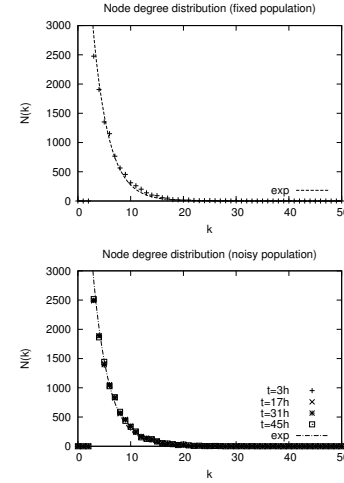 Node degree distribution (fixed population)
3000
2500
2000
1500
1000
500
0
N(k)
exp
0 10 20 30 40 50
k
Node degree distribution (noisy population)
3000
2500
2000
1500
1000
500
0
N(k)
t=3h
t=17h
t=31h
t=45h
exp
0 10 20 30 40 50
k